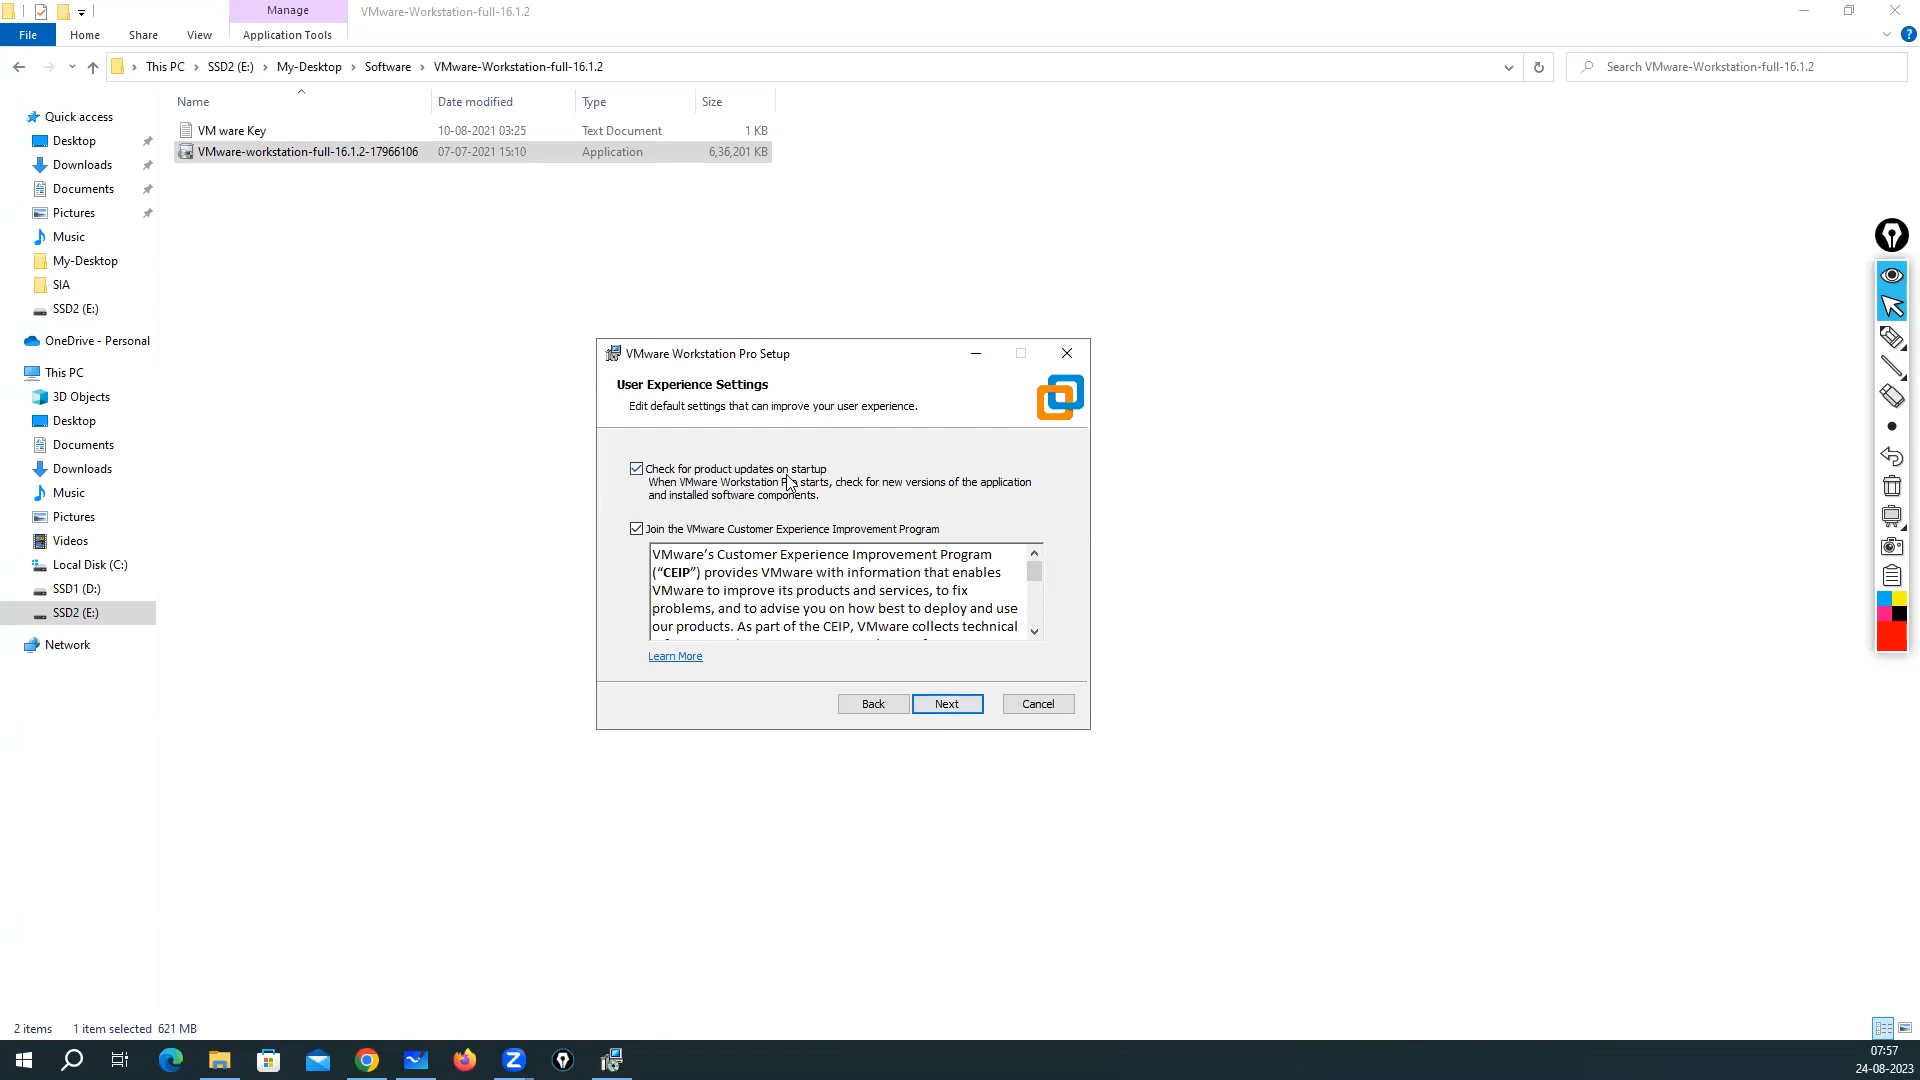 Manage
VMware-Workstation-full-16.1.2
File
Home
Share
View
Application Tools
This PC
SSD2 (E:)
My-Desktop
Software
VMware-Workstation-full-16.1.2
Search VMware-Workstation-full-16.1.2
Name
Date modified
Type
Size
VM ware Key
10-08-2021 03:25
Text Document
1 KB
VMware-workstation-full-16.1.2-17966106
07-07-2021 15:10
Application
6,36,201 KB
Quick access
Desktop
Downloads
Documents
Pictures
Music
My-Desktop
SIA
SSD2 (E:)
OneDrive - Personal
This PC
3D Objects
Desktop
Documents
Downloads
Music
Pictures
Videos
Local Disk (C:)
SSD1 (D:)
SSD2 (E:)
Network
VMware Workstation Pro Setup
User Experience Settings
Edit default settings that can improve your user experience.
Check for product updates on startup
When VMware Workstation Pro starts, check for new versions of the application
and installed software components.
Join the VMware Customer Experience Improvement Program
VMware's Customer Experience Improvement Program
("CEIP") provides VMware with information that enables
VMware to improve its products and services, to fix
problems, and to advise you on how best to deploy and use
our products. As part of the CEIP, VMware collects technical
Learn More
Back
Next
Cancel
2 items
1 item selected 621 MB
07:57
24-08-2023